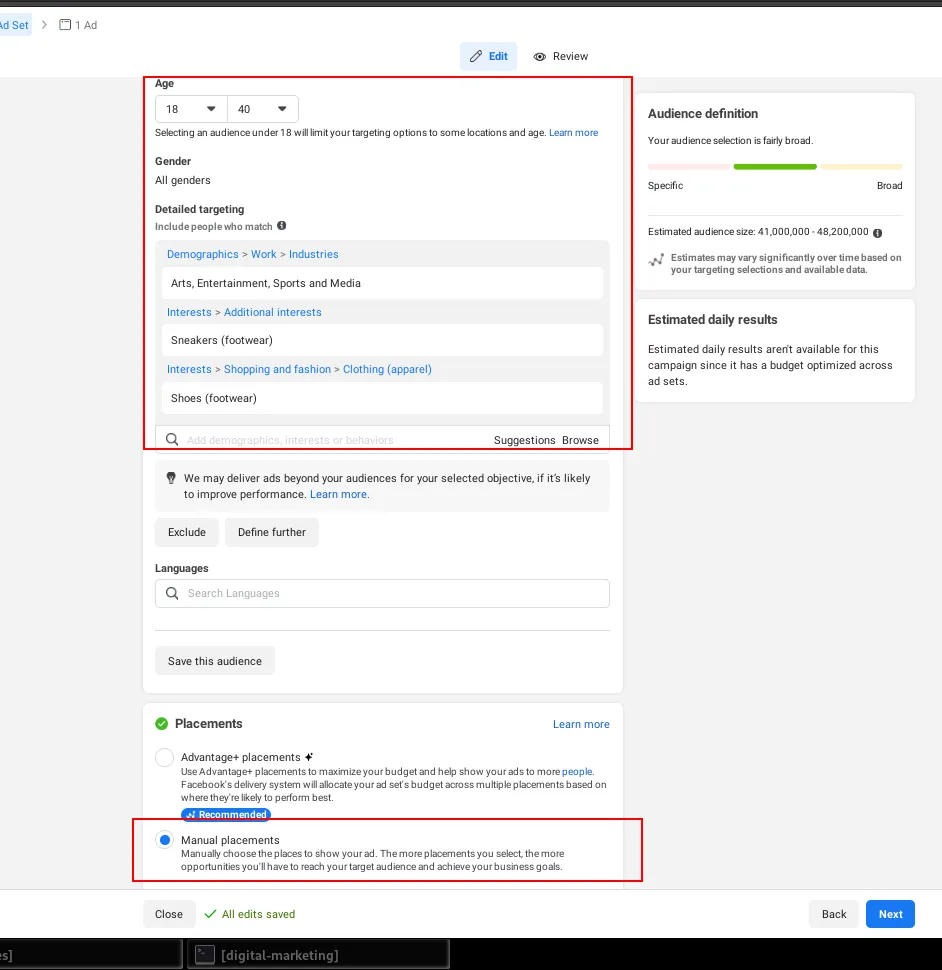 Ad Set > 1 Ad
Edit Review
Age
18 40
Selecting an audience under 18 will limit your targeting options to some locations and age. Learn more
Gender
All genders
Detailed targeting
Include people who match
Demographics > Work > Industries
Arts, Entertainment, Sports and Media
Interests > Additional interests
Sneakers (footwear)
Interests > Shopping and fashion > Clothing (apparel)
Shoes (footwear)
Add demographics, interests or behaviors Suggestions Browse
We may deliver ads beyond your audiences for your selected objective, if it's likely
to improve performance. Learn more.
Exclude Define further
Languages
Search Languages
Save this audience
Placements Learn more
Advantage+ placements
Use Advantage+ placements to maximize your budget and help show your ads to more people.
Facebook's delivery system will allocate your ad set's budget across multiple placements based on
where they're likely to perform best.
Recommended
Manual placements
Manually choose the places to show your ad. The more placements you select, the more
opportunities you'll have to reach your target audience and achieve your business goals.
Audience definition
Your audience selection is fairly broad.
Specific Broad
Estimated audience size: 41,000,000 - 48,200,000
Estimates may vary significantly over time based on
your targeting selections and available data.
Estimated daily results
Estimated daily results aren't available for this
campaign since it has a budget optimized across
ad sets.
Close All edits saved Back Next
es] [digital-marketing]